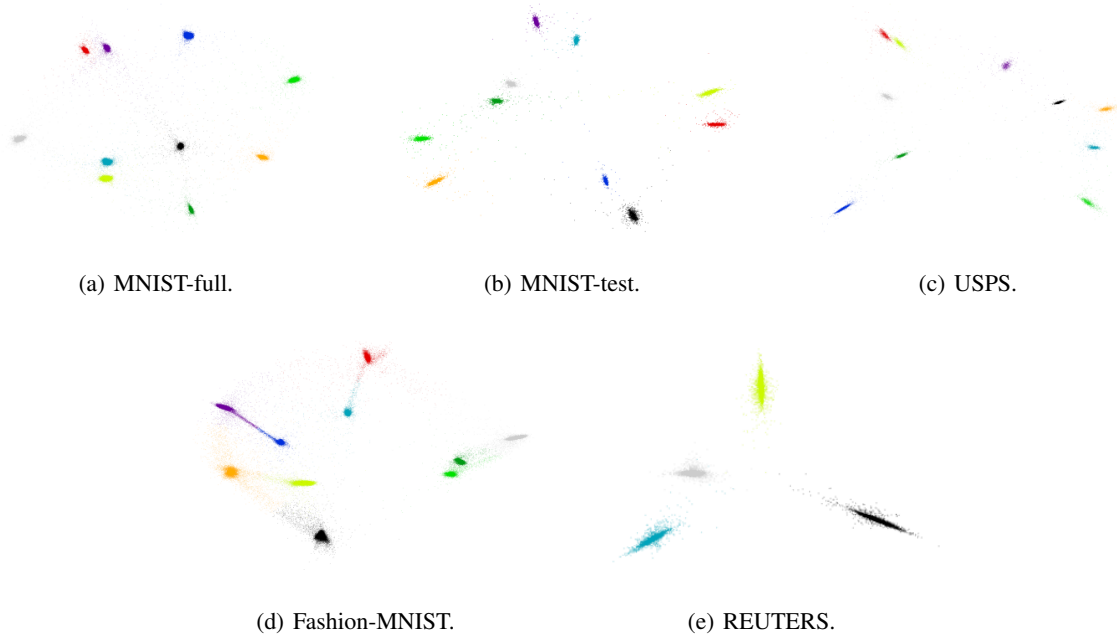 (a) MNIST-full.
(b) MNIST-test.
(c) USPS.
(d) Fashion-MNIST.
(e) REUTERS.